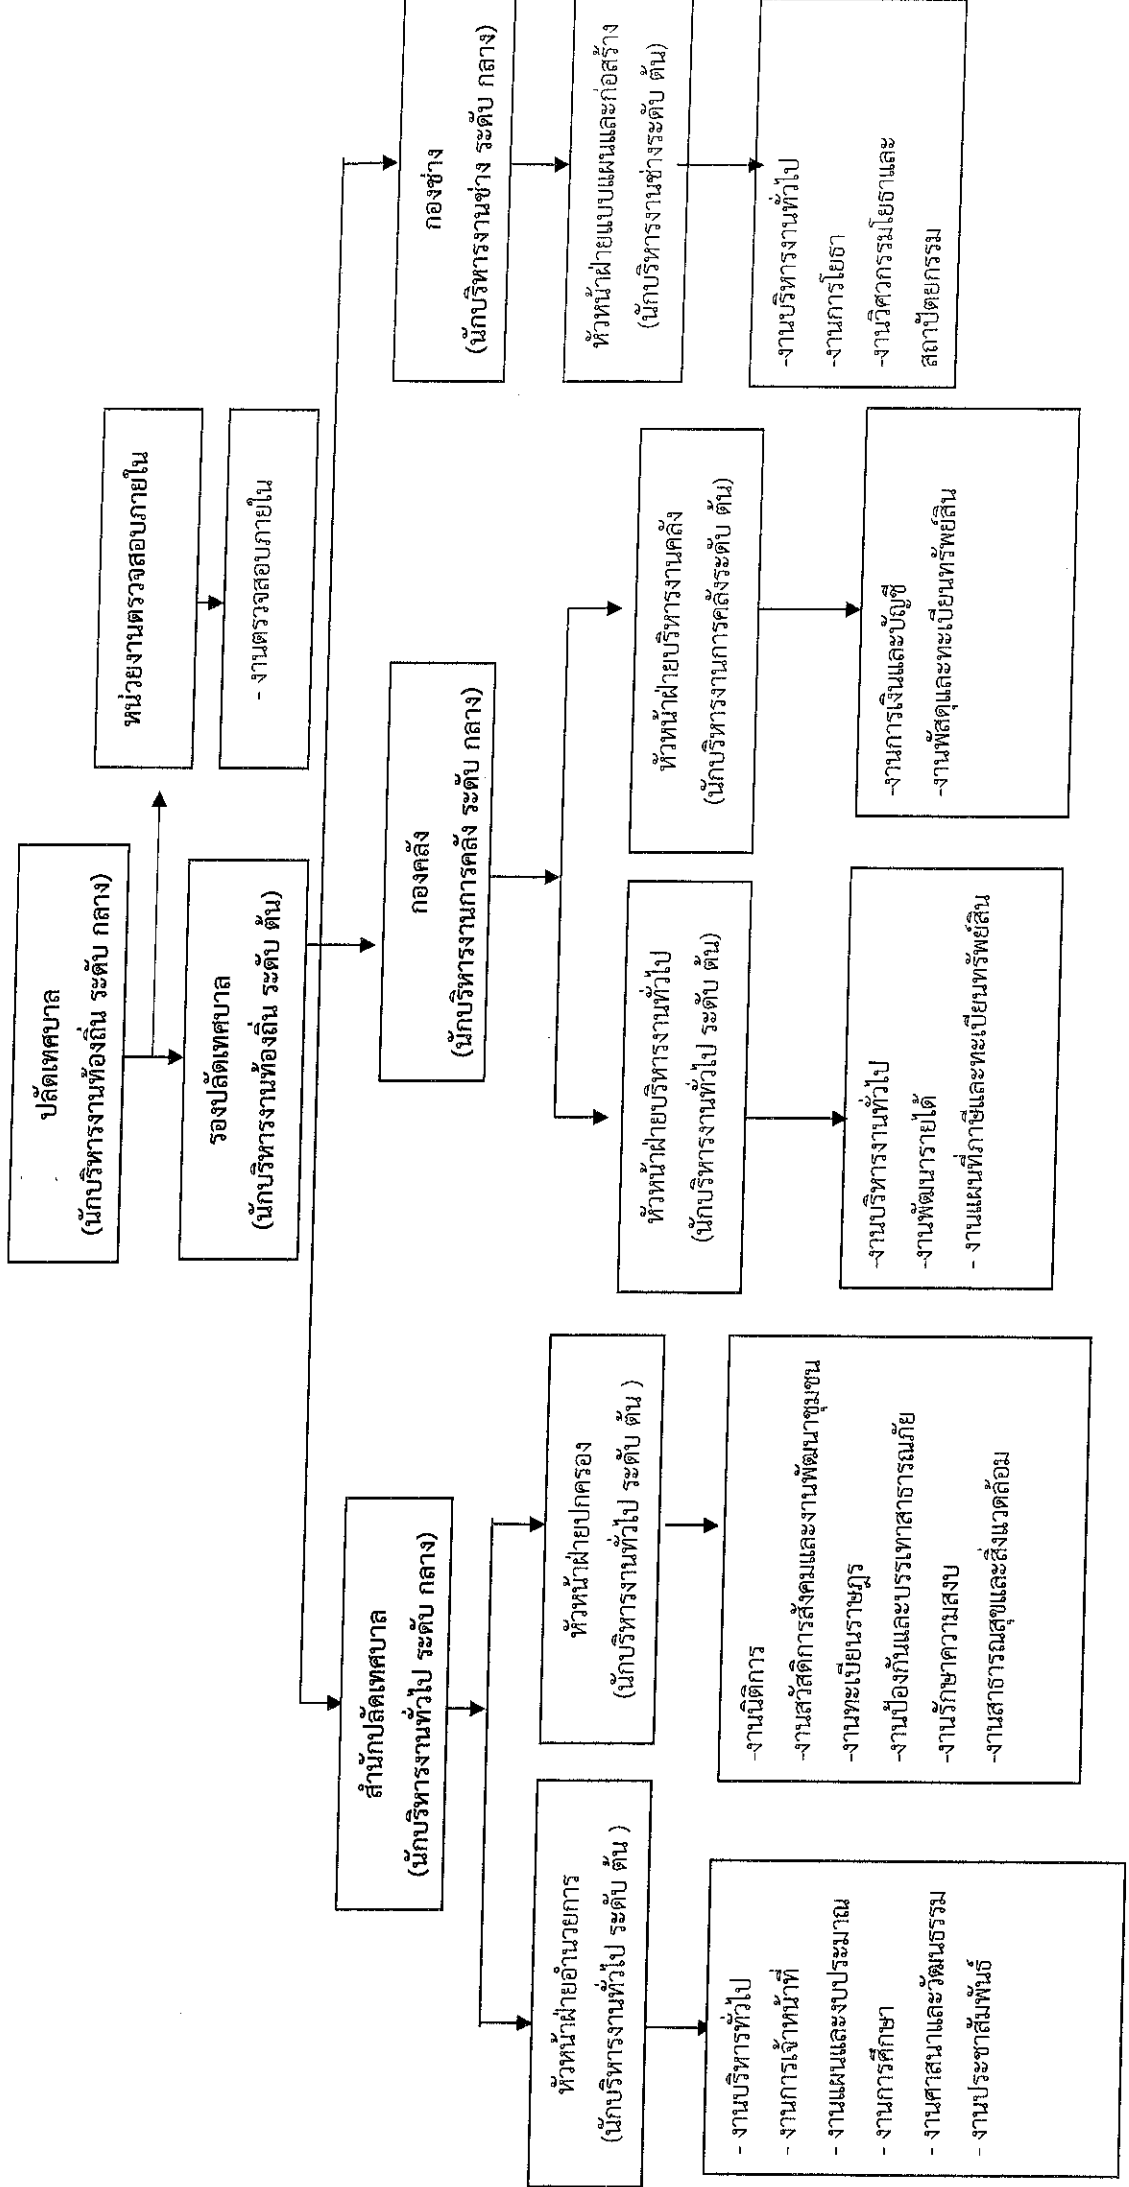 ปลัดเทศบาล
(นักบริหารงานท้องถิ่น ระดับ กลาง)
หน่วยงานตรวจสอบภายใน
- งานตรวจสอบภายใน
รองปลัดเทศบาล
(นักบริหารงานท้องถิ่น ระดับ ต้น)
สำนักปลัดเทศบาล
(นักบริหารงานทั่วไป ระดับ กลาง)
หัวหน้าฝ่ายอำนวยการ
(นักบริหารงานทั่วไป ระดับ ต้น )
- งานบริหารทั่วไป
- งานการเจ้าหน้าที่
- งานแผนและงบประมาณ
- งานการศึกษา
- งานศาสนาและวัฒนธรรม
- งานประชาสัมพันธ์
หัวหน้าฝ่ายปกครอง
(นักบริหารงานทั่วไป ระดับ ต้น )
-งานนิติการ
-งานสวัสดิการสังคมและงานพัฒนาชุมชน
-งานทะเบียนราษฎร
-งานป้องกันและบรรเทาสาธารณภัย
-งานรักษาความสงบ
-งานสาธารณสุขและสิ่งแวดล้อม
กองคลัง
(นักบริหารงานการคลัง ระดับ กลาง)
หัวหน้าฝ่ายบริหารงานทั่วไป
(นักบริหารงานทั่วไป ระดับ ต้น)
-งานบริหารงานทั่วไป
-งานพัฒนารายได้
- งานแผนที่ภาษีและทะเบียนทรัพย์สิน
หัวหน้าฝ่ายบริหารงานคลัง
(นักบริหารงานการคลังระดับ ต้น)
-งานการเงินและบัญชี
-งานพัสดุและทะเบียนทรัพย์สิน
กองช่าง
(นักบริหารงานช่าง ระดับ กลาง)
หัวหน้าฝ่ายแบบแผนและก่อสร้าง
(นักบริหารงานช่างระดับ ต้น)
-งานบริหารงานทั่วไป
-งานการโยธา
-งานวิศวกรรมโยธาและ
สถาปัตยกรรม